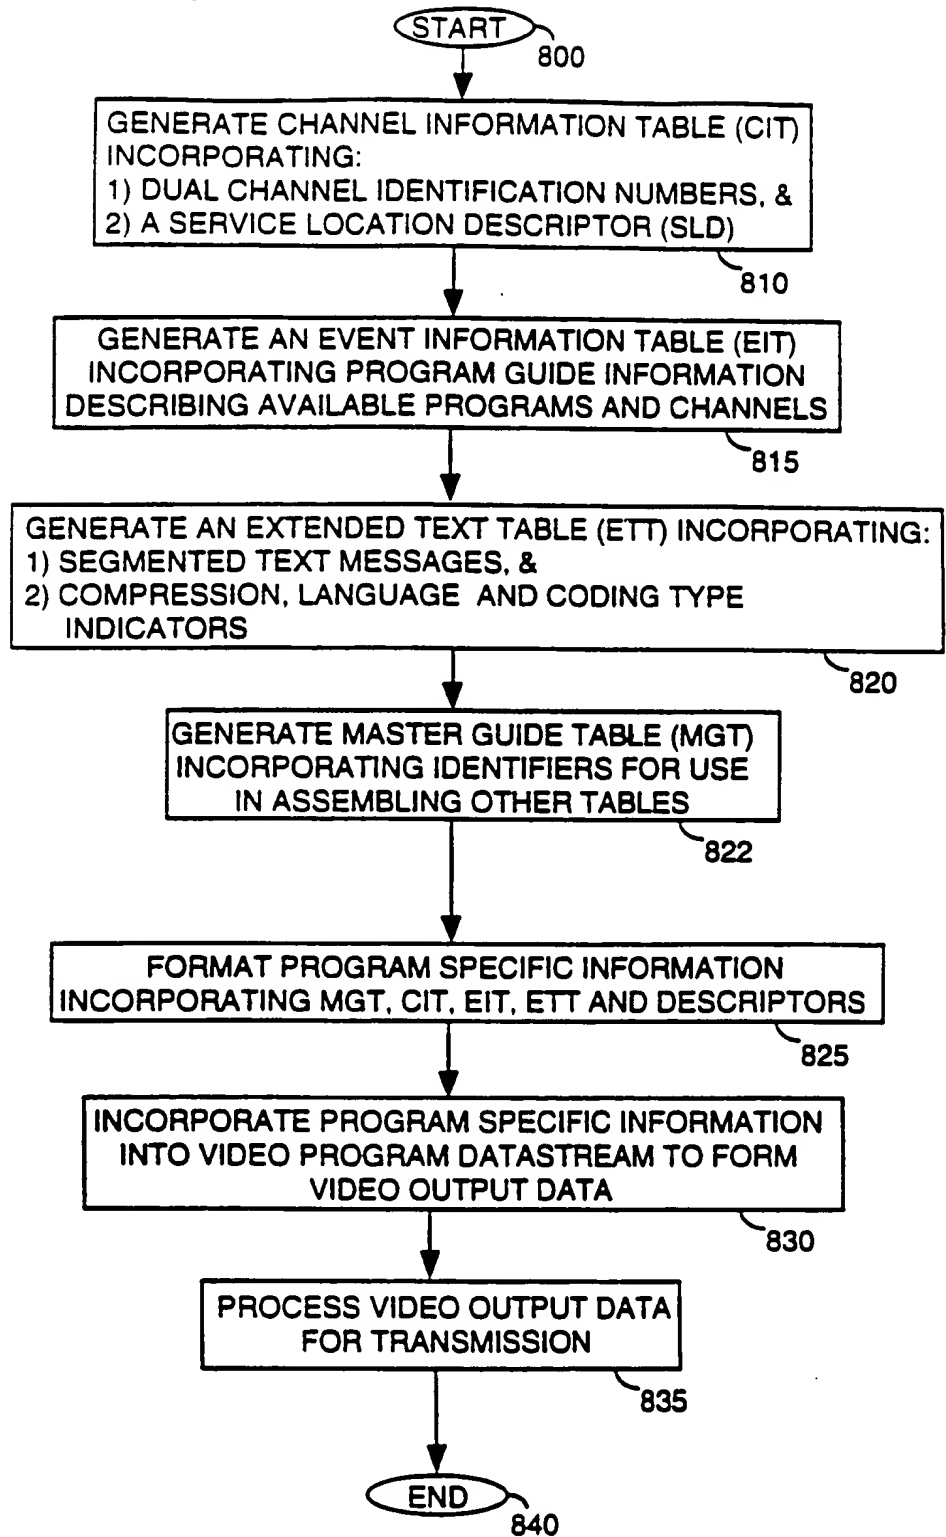 START
800
GENERATE CHANNEL INFORMATION TABLE (CIT)
INCORPORATING:
1) DUAL CHANNEL IDENTIFICATION NUMBERS, &
2) A SERVICE LOCATION DESCRIPTOR (SLD)
810
GENERATE AN EVENT INFORMATION TABLE (EIT)
INCORPORATING PROGRAM GUIDE INFORMATION
DESCRIBING AVAILABLE PROGRAMS AND CHANNELS
815
GENERATE AN EXTENDED TEXT TABLE (ETT) INCORPORATING:
1) SEGMENTED TEXT MESSAGES, &
2) COMPRESSION, LANGUAGE AND CODING TYPE
INDICATORS
820
GENERATE MASTER GUIDE TABLE (MGT)
INCORPORATING IDENTIFIERS FOR USE
IN ASSEMBLING OTHER TABLES
822
FORMAT PROGRAM SPECIFIC INFORMATION
INCORPORATING MGT, CIT, EIT, ETT AND DESCRIPTORS
825
INCORPORATE PROGRAM SPECIFIC INFORMATION
INTO VIDEO PROGRAM DATASTREAM TO FORM
VIDEO OUTPUT DATA
830
PROCESS VIDEO OUTPUT DATA
FOR TRANSMISSION
835
END
840